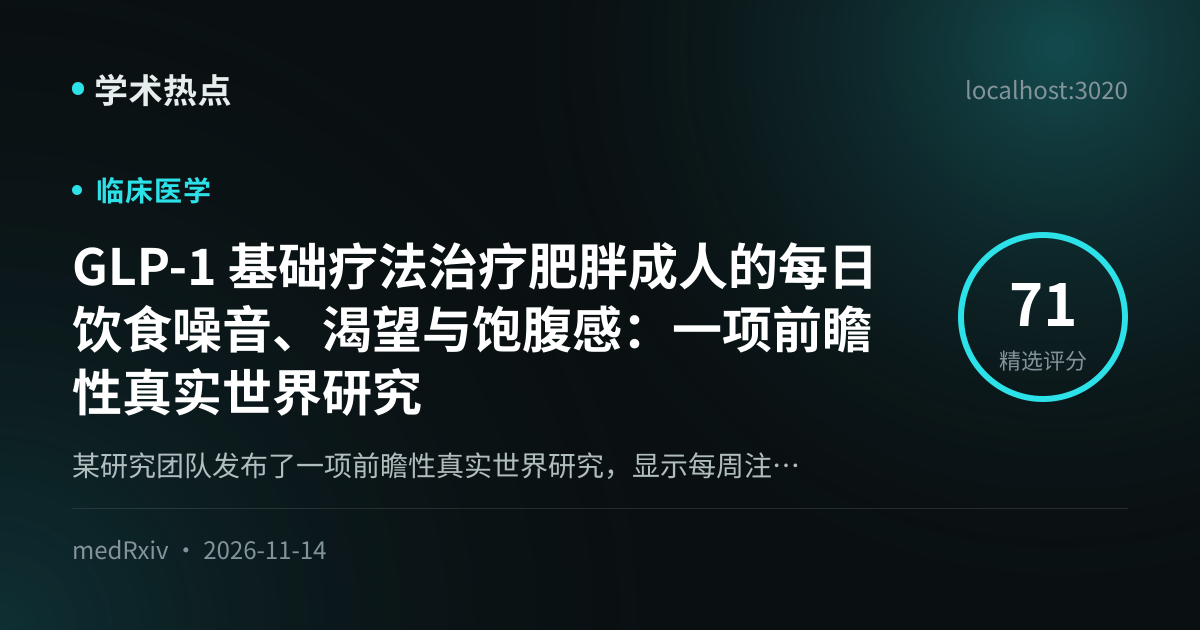 学术热点
localhost:3020
临床医学
GLP-1 基础疗法治疗肥胖成人的每日
饮食噪音、渴望与饱腹感：一项前瞻
性真实世界研究
71
精选评分
某研究团队发布了一项前瞻性真实世界研究，显示每周注…
medRxiv · 2026-11-14